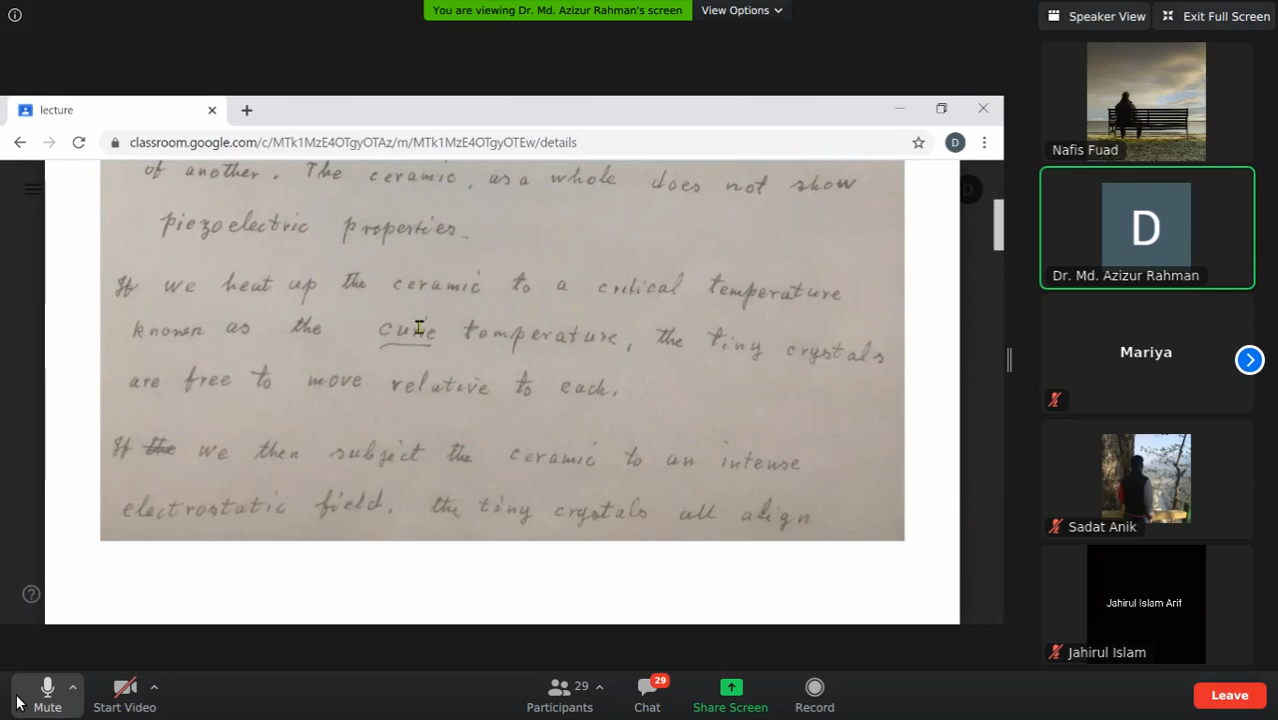 You are viewing Dr. Md. Azizur Rahman's screen
View Options
Speaker View
Exit Full Screen
lecture
classroom.google.com/c/MTk1MzE4OTgyOTAz/m/MTk1MzE4OTgyOTEw/details
D
of another. The ceramic, as a whole does not show
piezoelectric properties.
If we heat up the ceramic to a critical temperature
known as the curie temperature, the tiny crystals
are free to move relative to each.
If the we then subject the ceramic to an intense
electrostatic field, the tiny crystals all align
Nafis Fuad
D
Dr. Md. Azizur Rahman
Mariya
Sadat Anik
Jahirul Islam Arif
Jahirul Islam
Mute
Start Video
29
Participants
29
Chat
Share Screen
Record
Leave